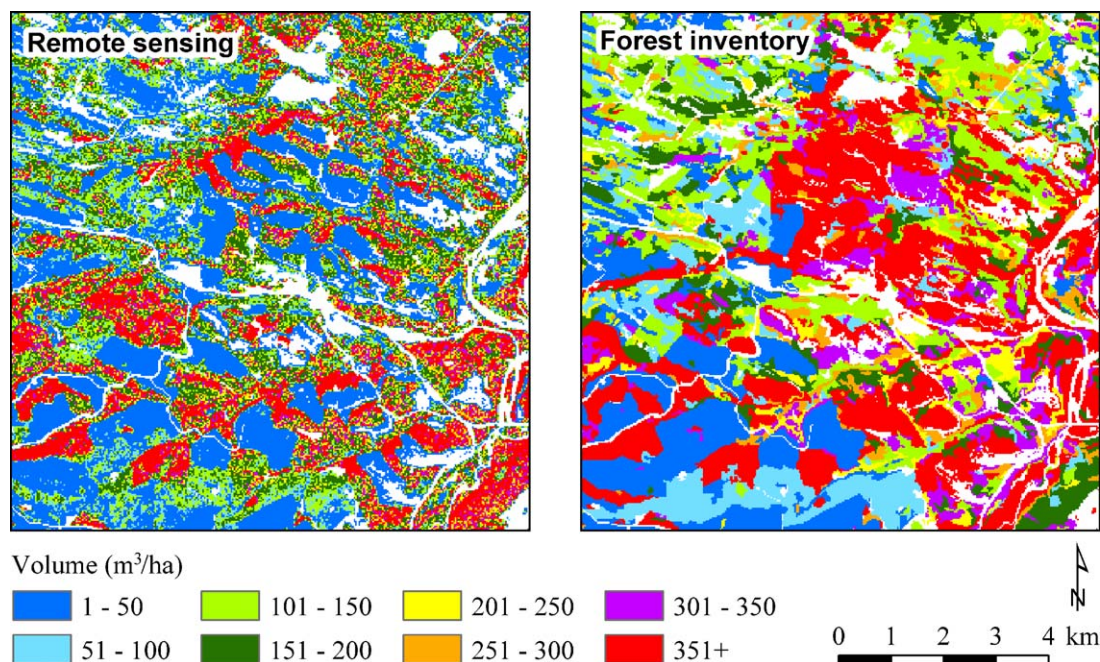 Remote sensing
Forest inventory
Volume (m³/ha)
1 - 50
101 - 150
201 - 250
301 - 350
51 - 100
151 - 200
251 - 300
351+
0 1 2 3 4 km